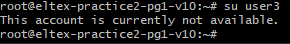 root@eltex-practice2-pg1-v10:~# su user3
This account is currently not available.
root@eltex-practice2-pg1-v10:~#